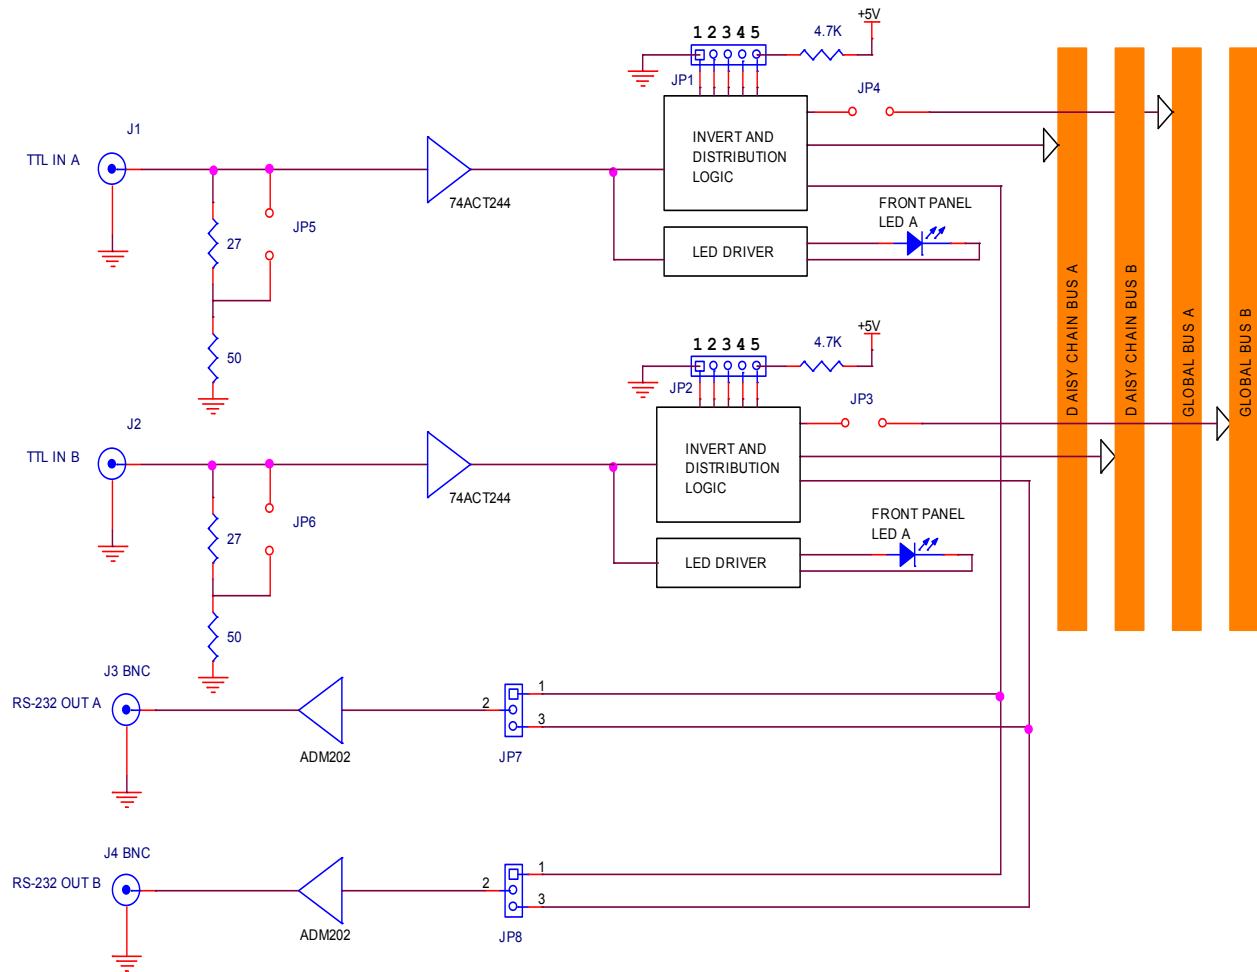 +5V
1 2 3 4 5
4.7K
JP1
JP4
J1
TTL IN A
INVERT AND
DISTRIBUTION
LOGIC
74ACT244
FRONT PANEL
LED A
27
JP5
LED DRIVER
50
+5V
1 2 3 4 5
4.7K
JP2
JP3
J2
TTL IN B
INVERT AND
DISTRIBUTION
LOGIC
74ACT244
FRONT PANEL
LED A
27
JP6
LED DRIVER
50
DAISY CHAIN BUS A
DAISY CHAIN BUS B
GLOBAL BUS A
GLOBAL BUS B
J3 BNC
RS-232 OUT A
ADM202
1
2
3
JP7
J4 BNC
RS-232 OUT B
ADM202
1
2
3
JP8